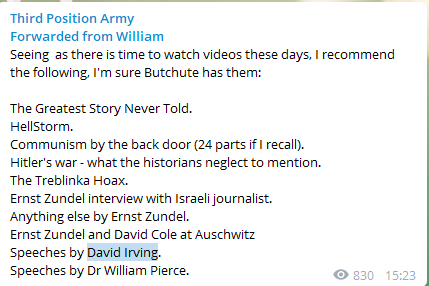 Third Position Army
Forwarded from William
Seeing as there is time to watch videos these days, I recommend
the following, I'm sure Butchute has them:
The Greatest Story Never Told.
HellStorm.
Communism by the back door (24 parts if I recall).
Hitler's war - what the historians neglect to mention.
The Treblinka Hoax.
Ernst Zundel interview with Israeli journalist.
Anything else by Ernst Zundel.
Ernst Zundel and David Cole at Auschwitz
Speeches by David Irving.
Speeches by Dr William Pierce.
830 15:23